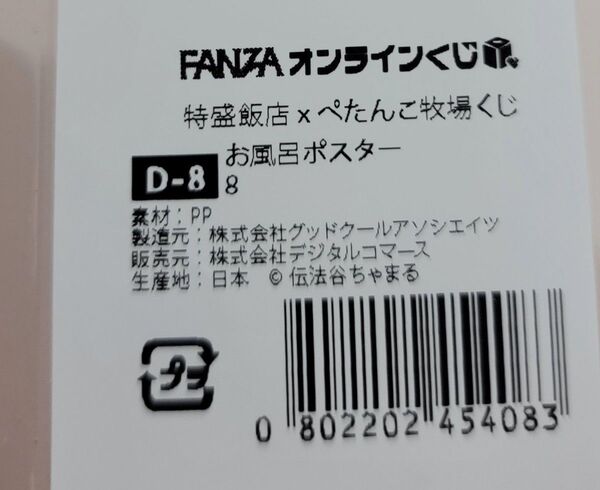 FANZAオンラインくじ
特盛飯店xぺたんこ牧場くじ
D-8 お風呂ポスター
8
素材：PP
製造元：株式会社グッドクールアソシエイツ
販売元：株式会社デジタルコマース
生産地：日本 ©伝法谷ちゃまる
プラ
0 802202 454083